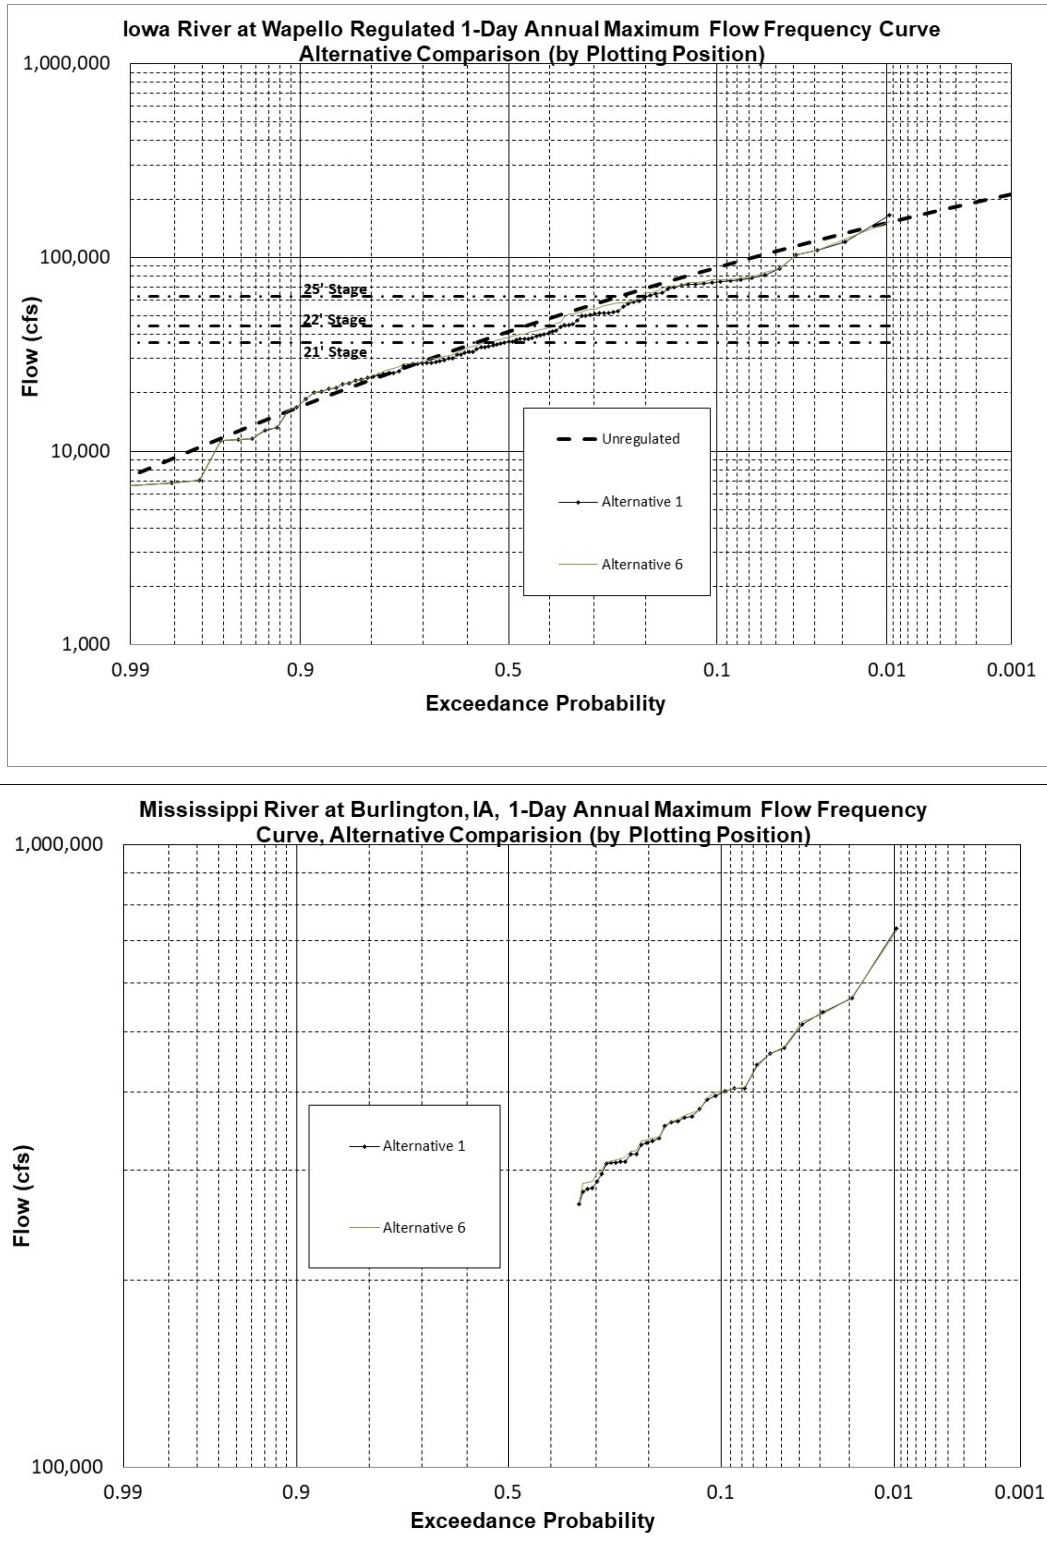 Iowa River at Wapello Regulated 1-Day Annual Maximum Flow Frequency Curve
Alternative Comparison (by Plotting Position)
1,000,000
100,000
10,000
1,000
Flow (cfs)
25' Stage
22' Stage
21' Stage
Unregulated
Alternative 1
Alternative 6
0.99
0.9
0.5
0.1
0.01
0.001
Exceedance Probability
Mississippi River at Burlington, IA, 1-Day Annual Maximum Flow Frequency
Curve, Alternative Comparision (by Plotting Position)
1,000,000
100,000
Flow (cfs)
Alternative 1
Alternative 6
0.99
0.9
0.5
0.1
0.01
0.001
Exceedance Probability